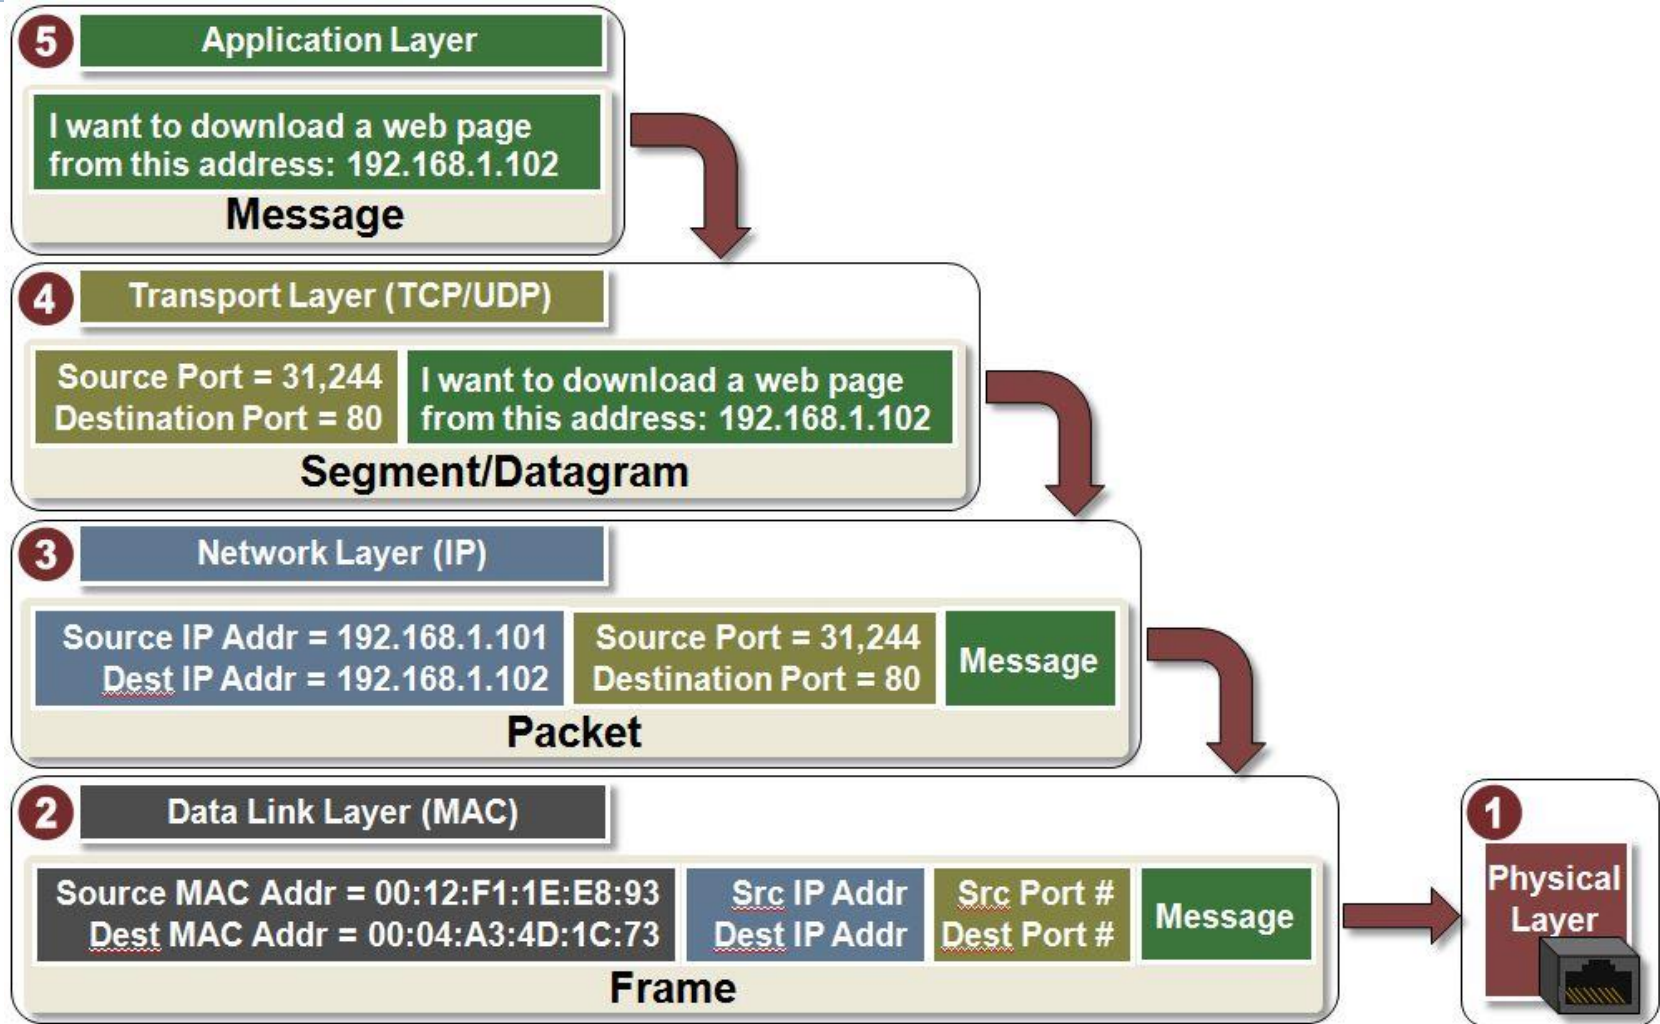 5
Application Layer
I want to download a web page
from this address: 192.168.1.102
Message
4
Transport Layer (TCP/UDP)
Source Port = 31,244
Destination Port = 80
I want to download a web page
from this address: 192.168.1.102
Segment/Datagram
3
Network Layer (IP)
Source IP Addr = 192.168.1.101
Dest IP Addr = 192.168.1.102
Source Port = 31,244
Destination Port = 80
Message
Packet
2
Data Link Layer (MAC)
Source MAC Addr = 00:12:F1:1E:E8:93
Dest MAC Addr = 00:04:A3:4D:1C:73
Src IP Addr
Dest IP Addr
Src Port #
Dest Port #
Message
Frame
1
Physical
Layer